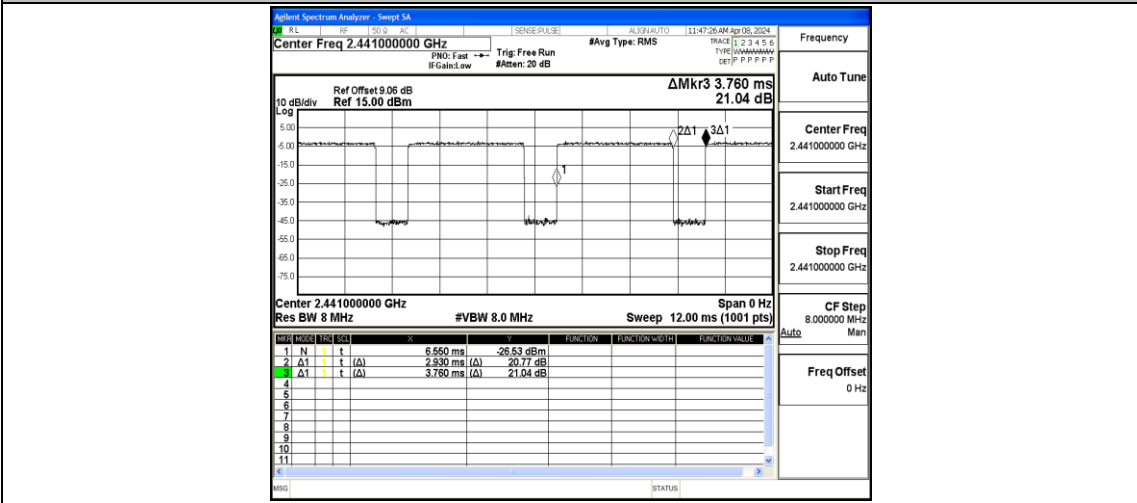 Agilent Spectrum Analyzer - Swept SA
RL RF 50 Ω AC SENSE:PULSE ALIGN AUTO 11:47:26 AM Apr 08, 2024
Center Freq 2.441000000 GHz #Avg Type: RMS TRACE 1 2 3 4 5 6
PNO: Fast Trig: Free Run TYPE
IFGain:Low #Atten: 20 dB DET P P P P P P
ΔMkr3 3.760 ms
21.04 dB
Ref Offset 9.06 dB
10 dB/div Ref 15.00 dBm
Log
5.00
-5.00
-15.0
-25.0
-35.0
-45.0
-55.0
-65.0
-75.0
1
2Δ1 3Δ1
Center 2.441000000 GHz Span 0 Hz
Res BW 8 MHz #VBW 8.0 MHz Sweep 12.00 ms (1001 pts)
MKR MODE TRC SCL X Y FUNCTION FUNCTION WIDTH FUNCTION VALUE
1 N 1 t 6.550 ms -26.53 dBm
2 Δ1 1 t (Δ) 2.930 ms (Δ) 20.77 dB
3 Δ1 1 t (Δ) 3.760 ms (Δ) 21.04 dB
4
5
6
7
8
9
10
11
MSG STATUS
Frequency
Auto Tune
Center Freq
2.441000000 GHz
Start Freq
2.441000000 GHz
Stop Freq
2.441000000 GHz
CF Step
8.000000 MHz
Auto Man
Freq Offset
0 Hz